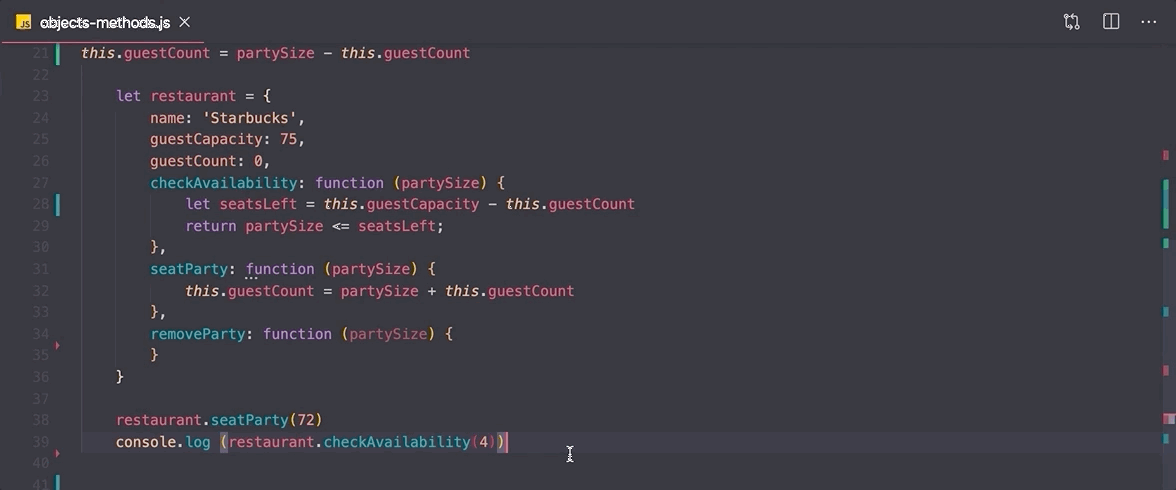 JS objects-methods.js
21 this.guestCount = partySize - this.guestCount
22
23 let restaurant = {
24 name: 'Starbucks',
25 guestCapacity: 75,
26 guestCount: 0,
27 checkAvailability: function (partySize) {
28 let seatsLeft = this.guestCapacity - this.guestCount
29 return partySize <= seatsLeft;
30 },
31 seatParty: function (partySize) {
32 this.guestCount = partySize + this.guestCount
33 },
34 removeParty: function (partySize) {
35 }
36 }
37
38 restaurant.seatParty(72)
39 console.log (restaurant.checkAvailability(4))
40
41